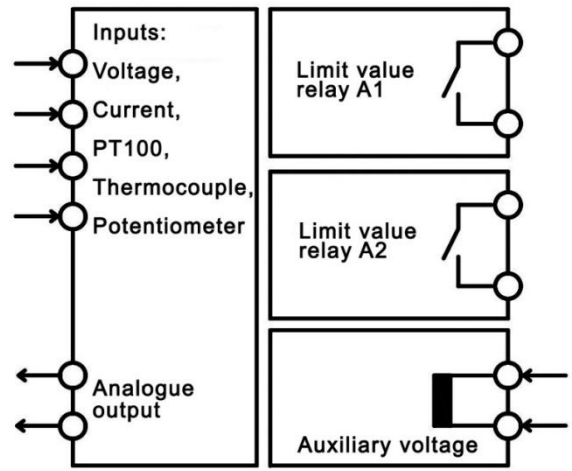 Inputs:
Voltage,
Current,
PT100,
Thermocouple,
Potentiometer
Analogue
output
Limit value
relay A1
Limit value
relay A2
Auxiliary voltage